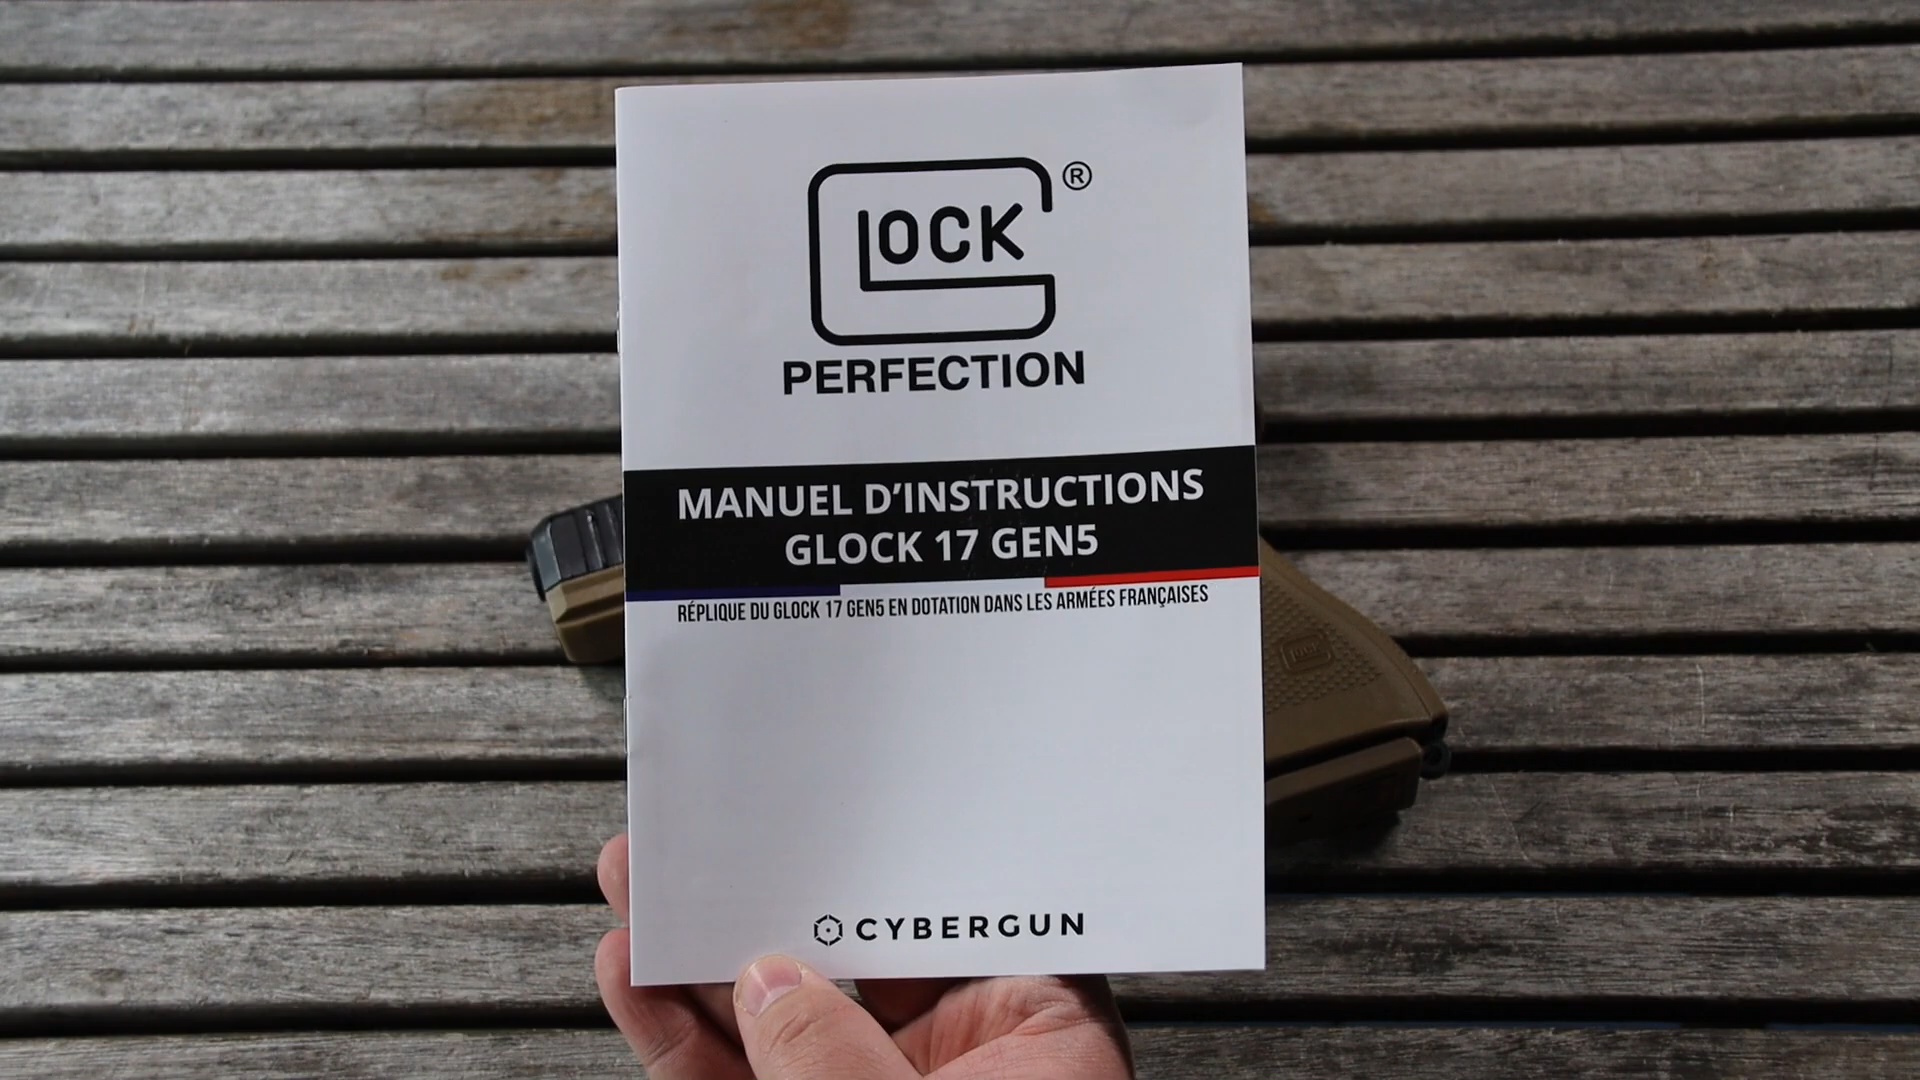 GLOCK ®
PERFECTION
MANUEL D'INSTRUCTIONS
GLOCK 17 GEN5
RÉPLIQUE DU GLOCK 17 GEN5 EN DOTATION DANS LES ARMÉES FRANÇAISES
GLOCK
CYBERGUN